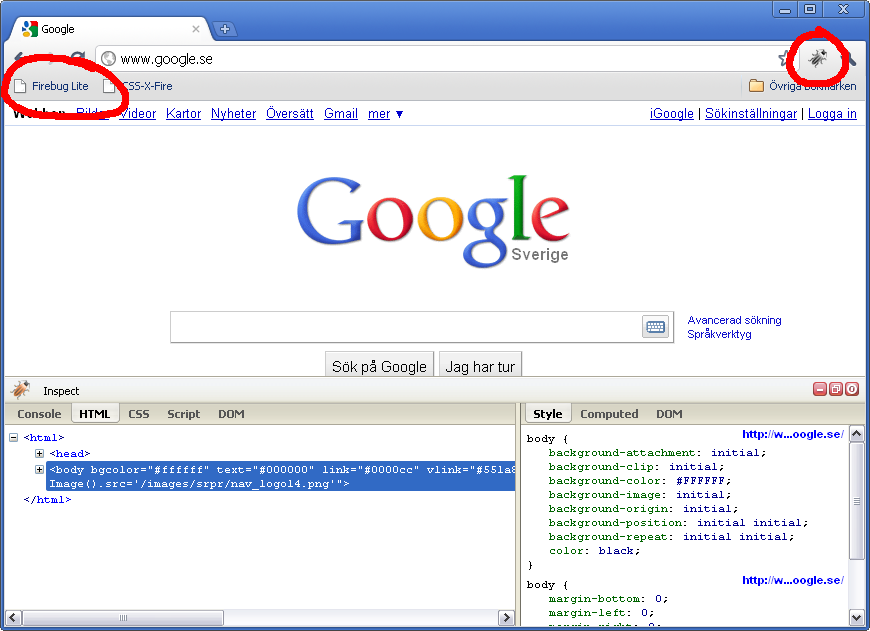 Google
www.google.se
Firebug Lite CSS-X-Fire Övriga bokmärken
Webben Bilder Videor Kartor Nyheter Översätt Gmail mer ▼ iGoogle | Sökinställningar | Logga in
Google
Sverige
Avancerad sökning
Språkverktyg
Sök på Google Jag har tur
Inspect
Console HTML CSS Script DOM
Style Computed DOM
<html>
<head>
<body bgcolor="#ffffff" text="#000000" link="#0000cc" vlink="#551a8
Image().src='/images/srpr/nav_logo14.png'">
</html>
http://w...oogle.se/
body {
background-attachment: initial;
background-clip: initial;
background-color: #FFFFFF;
background-image: initial;
background-origin: initial;
background-position: initial initial;
background-repeat: initial initial;
color: black;
}
http://w...oogle.se/
body {
margin-bottom: 0;
margin-left: 0;
margin-right: 0;